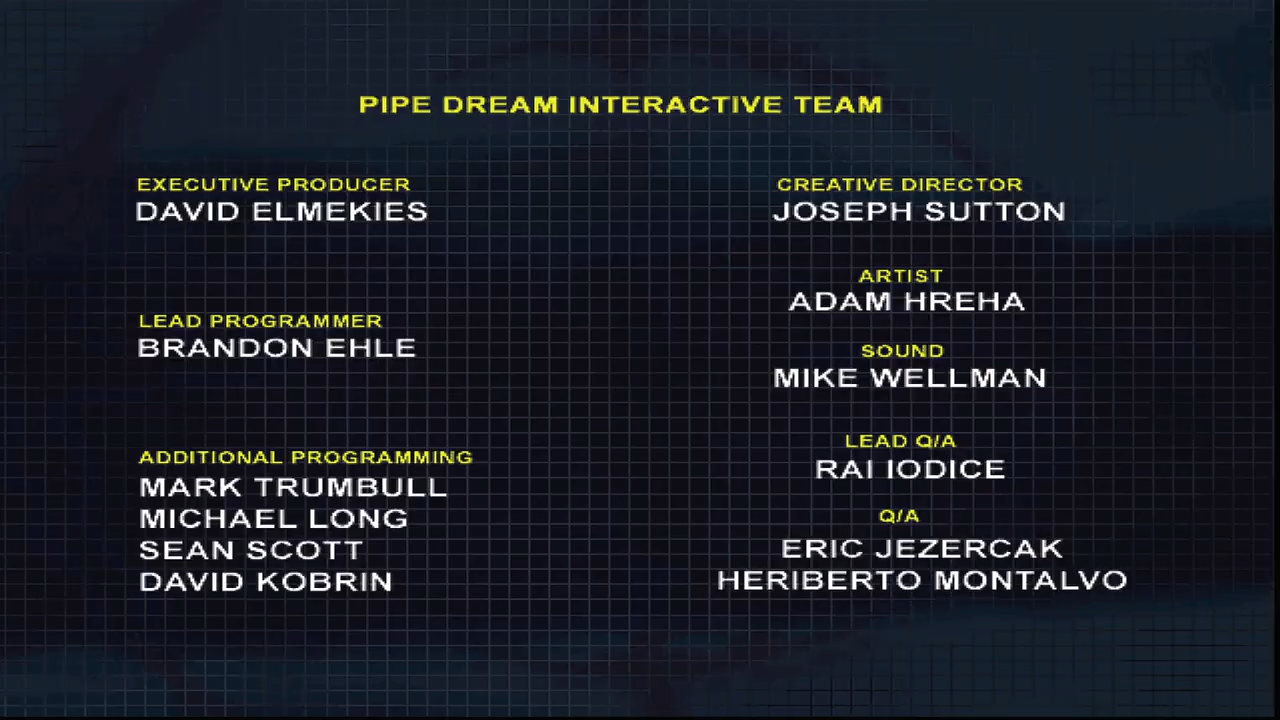 PIPE DREAM INTERACTIVE TEAM
EXECUTIVE PRODUCER
DAVID ELMEKIES
LEAD PROGRAMMER
BRANDON EHLE
ADDITIONAL PROGRAMMING
MARK TRUMBULL
MICHAEL LONG
SEAN SCOTT
DAVID KOBRIN
CREATIVE DIRECTOR
JOSEPH SUTTON
ARTIST
ADAM HREHA
SOUND
MIKE WELLMAN
LEAD Q/A
RAI IODICE
Q/A
ERIC JEZERCAK
HERIBERTO MONTALVO